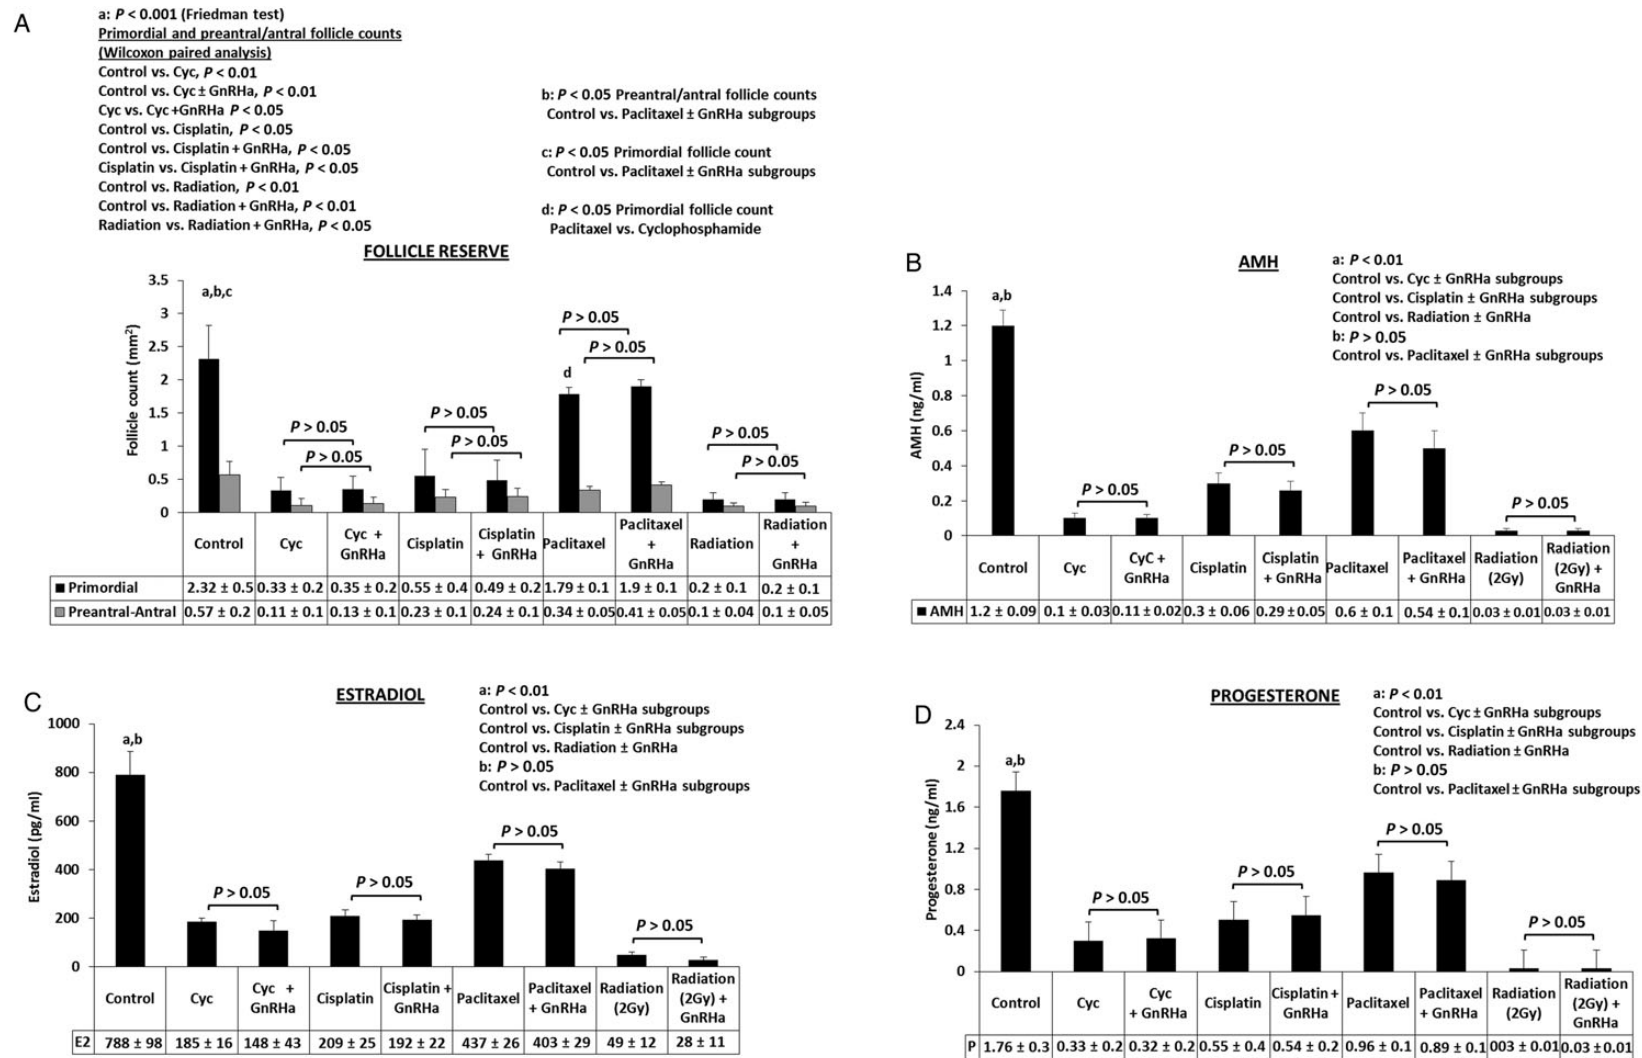 A
a: P < 0.001 (Friedman test)
Primordial and preantral/antral follicle counts
(Wilcoxon paired analysis)
Control vs. Cyc, P < 0.01
Control vs. Cyc ± GnRHa, P < 0.01
Cyc vs. Cyc +GnRHa P < 0.05
Control vs. Cisplatin, P < 0.05
Control vs. Cisplatin + GnRHa, P < 0.05
Cisplatin vs. Cisplatin + GnRHa, P < 0.05
Control vs. Radiation, P < 0.01
Control vs. Radiation + GnRHa, P < 0.01
Radiation vs. Radiation + GnRHa, P < 0.05
b: P < 0.05 Preantral/antral follicle counts
Control vs. Paclitaxel ± GnRHa subgroups
c: P < 0.05 Primordial follicle count
Control vs. Paclitaxel ± GnRHa subgroups
d: P < 0.05 Primordial follicle count
Paclitaxel vs. Cyclophosphamide
FOLLICLE RESERVE
Follicle count (mm²)
3.5
3
2.5
2
1.5
1
0.5
0
a,b,c
P > 0.05
P > 0.05
P > 0.05
P > 0.05
d
P > 0.05
P > 0.05
P > 0.05
P > 0.05
Control
Cyc
Cyc +
GnRHa
Cisplatin
Cisplatin
+ GnRHa
Paclitaxel
Paclitaxel
+
GnRHa
Radiation
Radiation
+
GnRHa
Primordial 2.32 ± 0.5 0.33 ± 0.2 0.35 ± 0.2 0.55 ± 0.4 0.49 ± 0.2 1.79 ± 0.1 1.9 ± 0.1 0.2 ± 0.1 0.2 ± 0.1
Preantral-Antral 0.57 ± 0.2 0.11 ± 0.1 0.13 ± 0.1 0.23 ± 0.1 0.24 ± 0.1 0.34 ± 0.05 0.41 ± 0.05 0.1 ± 0.04 0.1 ± 0.05
B
AMH
a: P < 0.01
Control vs. Cyc ± GnRHa subgroups
Control vs. Cisplatin ± GnRHa subgroups
Control vs. Radiation ± GnRHa
b: P > 0.05
Control vs. Paclitaxel ± GnRHa subgroups
AMH (ng/ml)
1.4
1.2
1
0.8
0.6
0.4
0.2
0
a,b
P > 0.05
P > 0.05
P > 0.05
P > 0.05
Control
Cyc
CyC +
GnRHa
Cisplatin
Cisplatin
+ GnRHa
Paclitaxel
Paclitaxel
+ GnRHa
Radiation
(2Gy)
Radiation
(2Gy) +
GnRHa
AMH 1.2 ± 0.09 0.1 ± 0.03 0.11 ± 0.02 0.3 ± 0.06 0.29 ± 0.05 0.6 ± 0.1 0.54 ± 0.1 0.03 ± 0.01 0.03 ± 0.01
C
ESTRADIOL
a: P < 0.01
Control vs. Cyc ± GnRHa subgroups
Control vs. Cisplatin ± GnRHa subgroups
Control vs. Radiation ± GnRHa
b: P > 0.05
Control vs. Paclitaxel ± GnRHa subgroups
Estradiol (pg/ml)
1000
800
600
400
200
0
a,b
P > 0.05
P > 0.05
P > 0.05
P > 0.05
Control
Cyc
Cyc +
GnRHa
Cisplatin
Cisplatin +
GnRHa
Paclitaxel
Paclitaxel
+ GnRHa
Radiation
(2Gy)
Radiation
(2Gy) +
GnRHa
E2 788 ± 98 185 ± 16 148 ± 43 209 ± 25 192 ± 22 437 ± 26 403 ± 29 49 ± 12 28 ± 11
D
PROGESTERONE
a: P < 0.01
Control vs. Cyc ± GnRHa subgroups
Control vs. Cisplatin ± GnRHa subgroups
Control vs. Radiation ± GnRHa
b: P > 0.05
Control vs. Paclitaxel ± GnRHa subgroups
Progesterone (ng/ml)
2.4
2
1.6
1.2
0.8
0.4
0
a,b
P > 0.05
P > 0.05
P > 0.05
P > 0.05
Control
Cyc
Cyc
+ GnRHa
Cisplatin
Cisplatin +
GnRHa
Paclitaxel
Paclitaxel
+ GnRHa
Radiation
(2Gy)
Radiation
(2Gy) +
GnRHa
P 1.76 ± 0.3 0.33 ± 0.2 0.32 ± 0.2 0.55 ± 0.4 0.54 ± 0.2 0.96 ± 0.1 0.89 ± 0.1 003 ± 0.01 0.03 ± 0.01